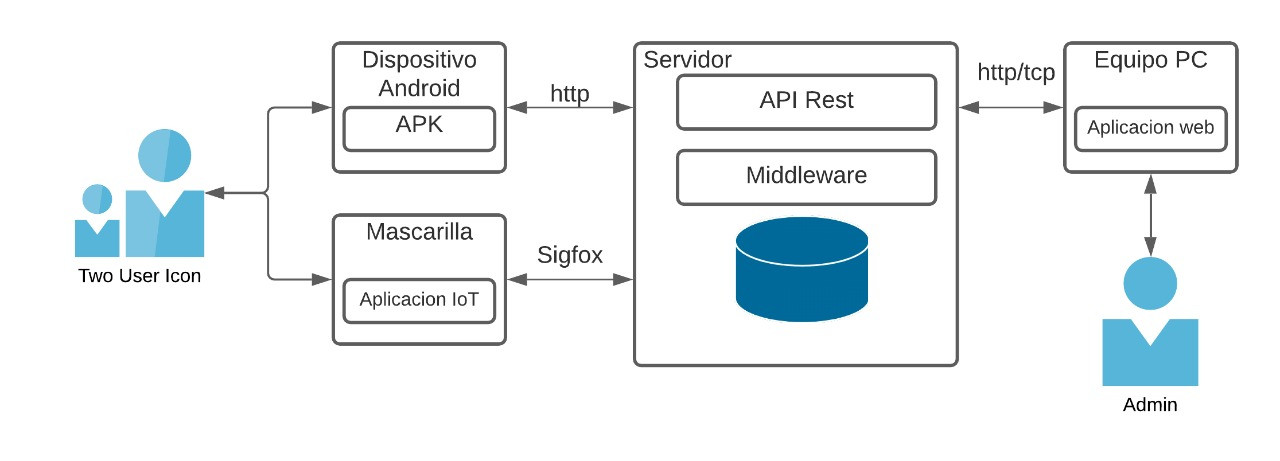 Dispositivo
Android
APK
http
Servidor
API Rest
Middleware
http/tcp
Equipo PC
Aplicacion web
Two User Icon
Mascarilla
Aplicacion IoT
Sigfox
Admin